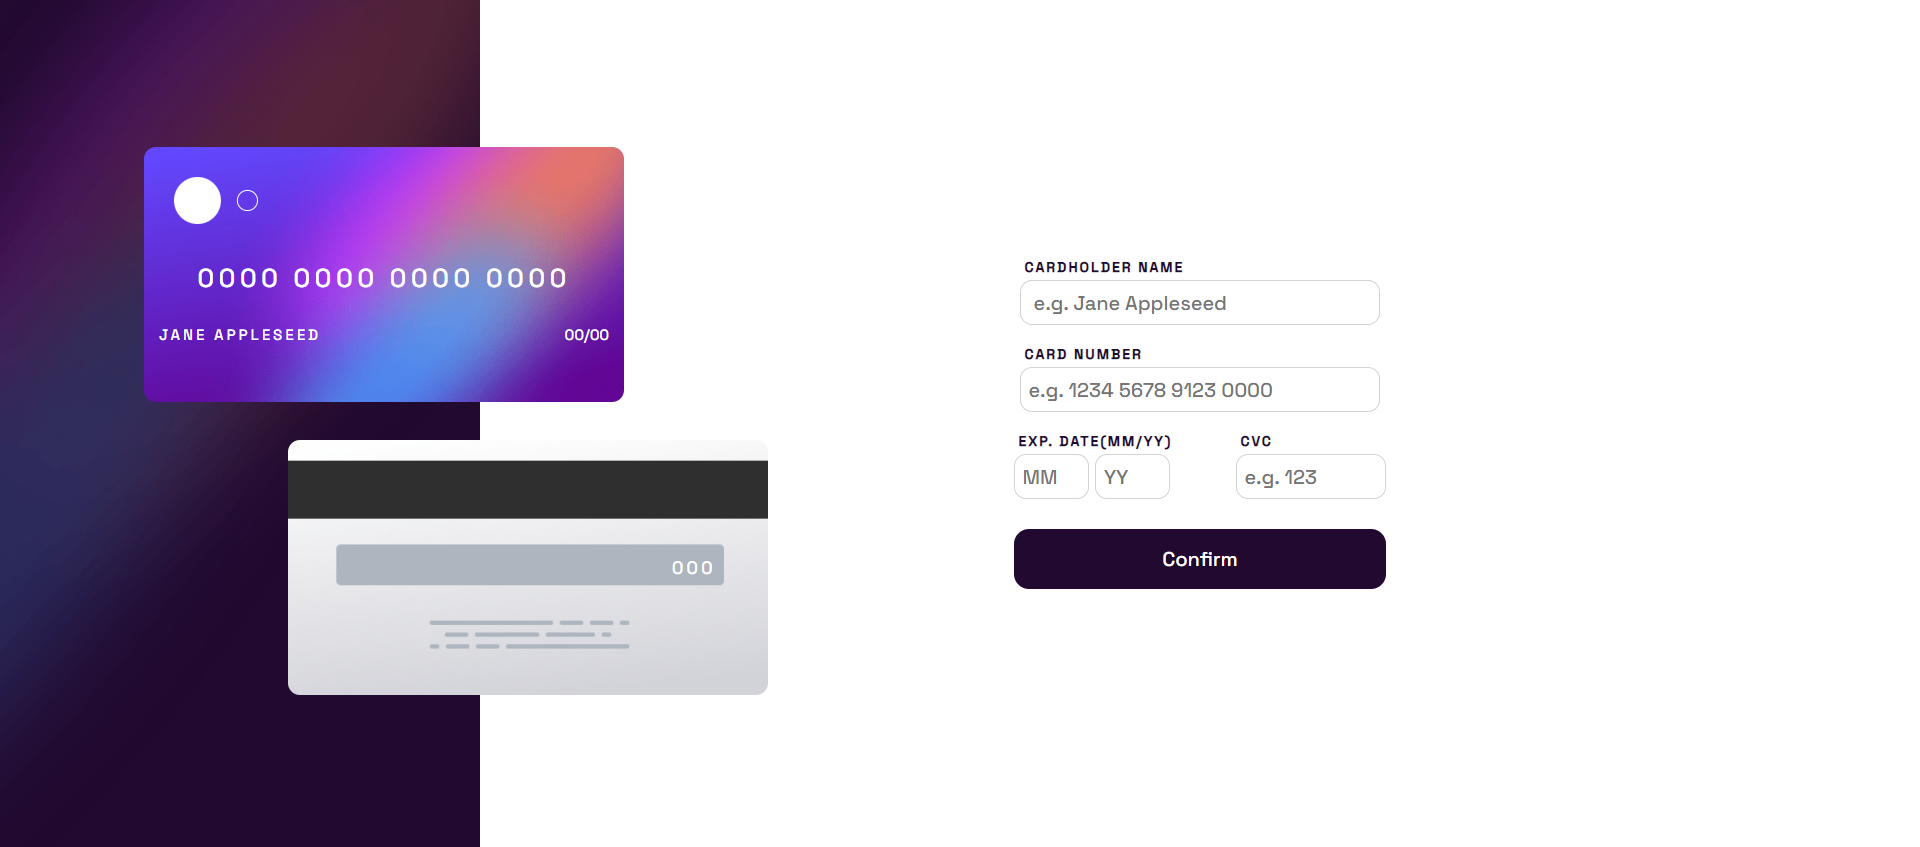 0000 0000 0000 0000
JANE APPLESEED 00/00
000
CARDHOLDER NAME
e.g. Jane Appleseed
CARD NUMBER
e.g. 1234 5678 9123 0000
EXP. DATE(MM/YY) CVC
MM YY e.g. 123
Confirm